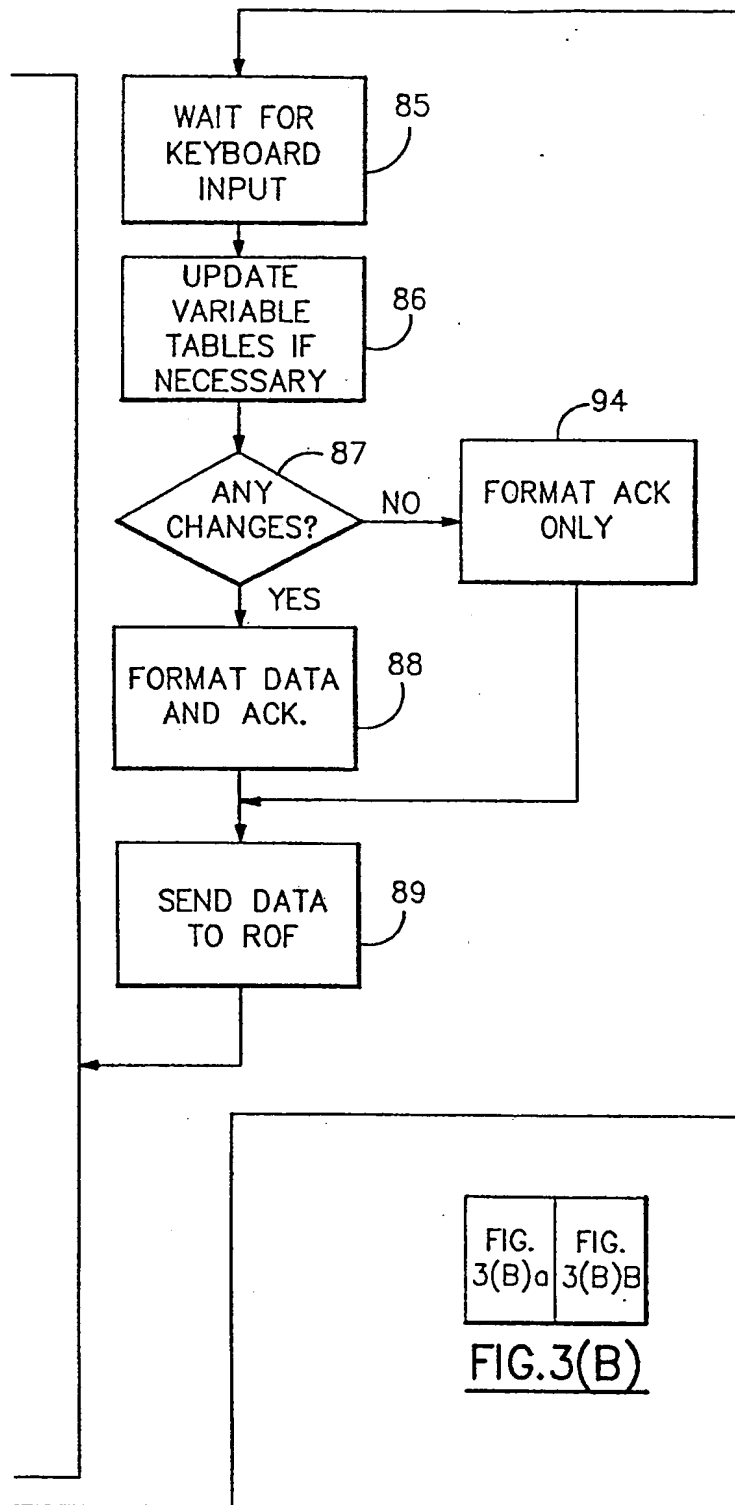 WAIT FOR
KEYBOARD
INPUT
85
UPDATE
VARIABLE
TABLES IF
NECESSARY
86
ANY
CHANGES?
87
NO
94
FORMAT ACK
ONLY
YES
FORMAT DATA
AND ACK.
88
SEND DATA
TO ROF
89
FIG.
3(B)a
FIG.
3(B)B
FIG.3(B)